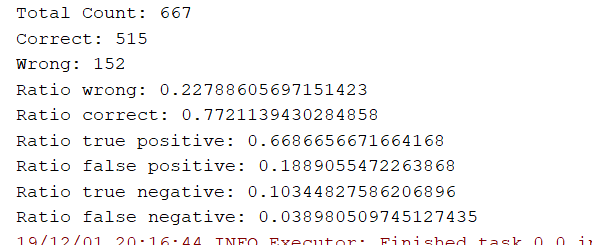 Total Count: 667
Correct: 515
Wrong: 152
Ratio wrong: 0.22788605697151423
Ratio correct: 0.7721139430284858
Ratio true positive: 0.6686656671664168
Ratio false positive: 0.1889055472263868
Ratio true negative: 0.10344827586206896
Ratio false negative: 0.038980509745127435
19/12/01 20:16:44 INFO Executor: Finished task 0.0 in